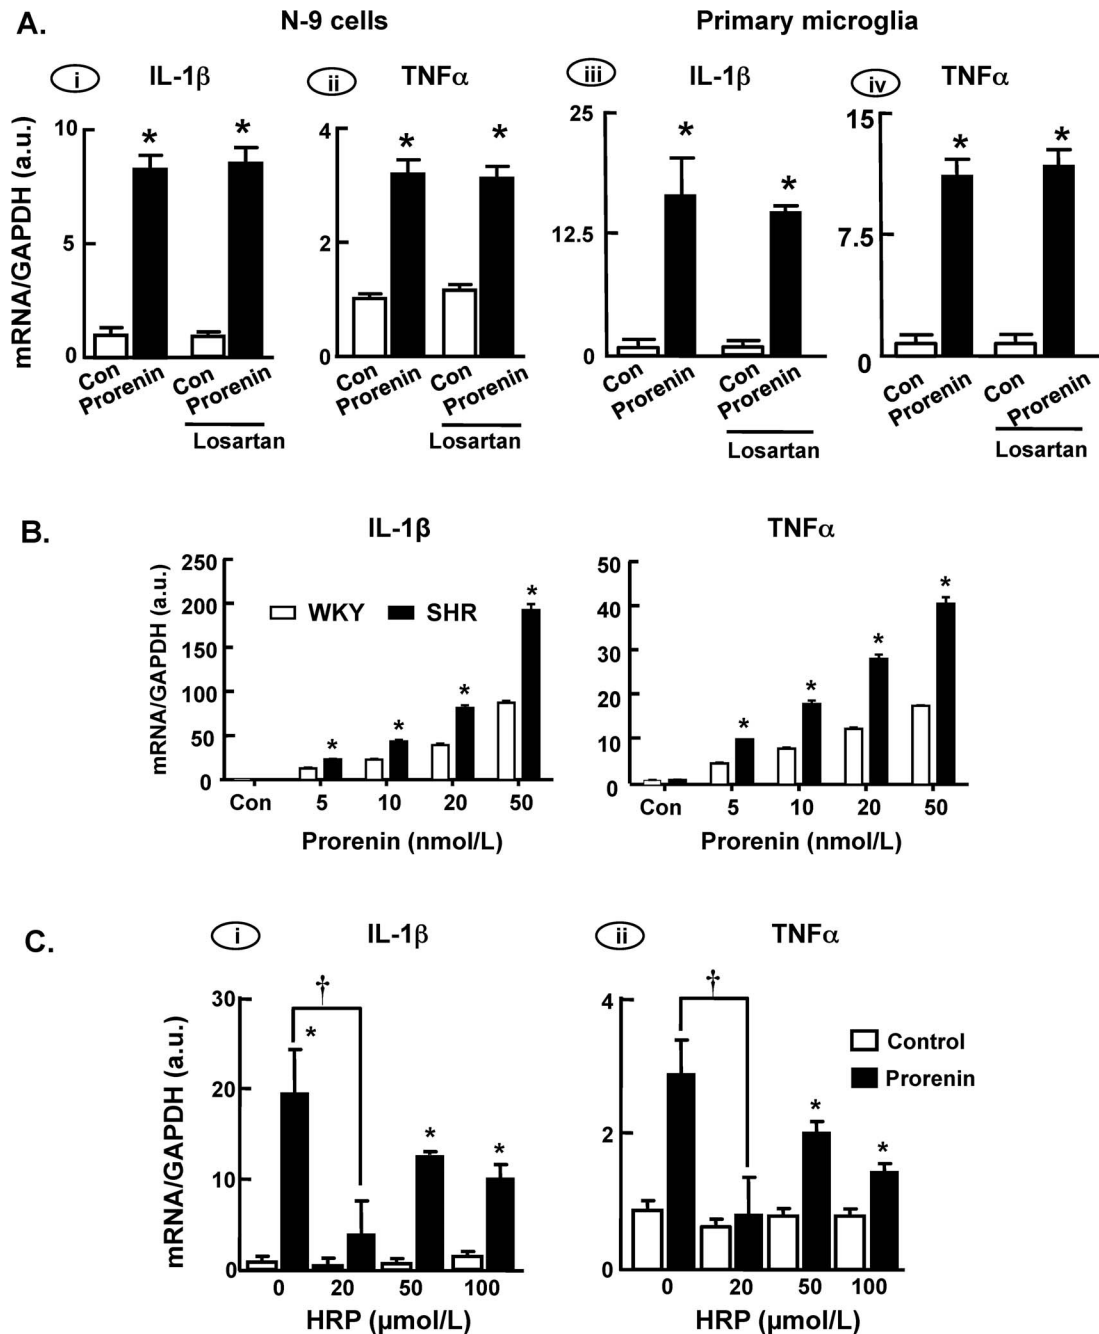 A.
N-9 cells
Primary microglia
i
IL-1β
ii
TNFα
iii
IL-1β
iv
TNFα
mRNA/GAPDH (a.u.)
10
5
0
4
2
0
25
12.5
0
15
7.5
0
*
*
*
*
*
*
*
*
Con
Prorenin
Con
Prorenin
Losartan
Con
Prorenin
Con
Prorenin
Losartan
Con
Prorenin
Con
Prorenin
Losartan
Con
Prorenin
Con
Prorenin
Losartan
B.
IL-1β
mRNA/GAPDH (a.u.)
250
200
150
100
50
0
WKY
SHR
*
*
*
*
Con 5 10 20 50
Prorenin (nmol/L)
TNFα
50
40
30
20
10
0
*
*
*
*
Con 5 10 20 50
Prorenin (nmol/L)
C.
i
IL-1β
mRNA/GAPDH (a.u.)
30
20
10
0
†
*
*
*
0 20 50 100
HRP (µmol/L)
ii
TNFα
4
2
0
†
*
*
Control
Prorenin
0 20 50 100
HRP (µmol/L)